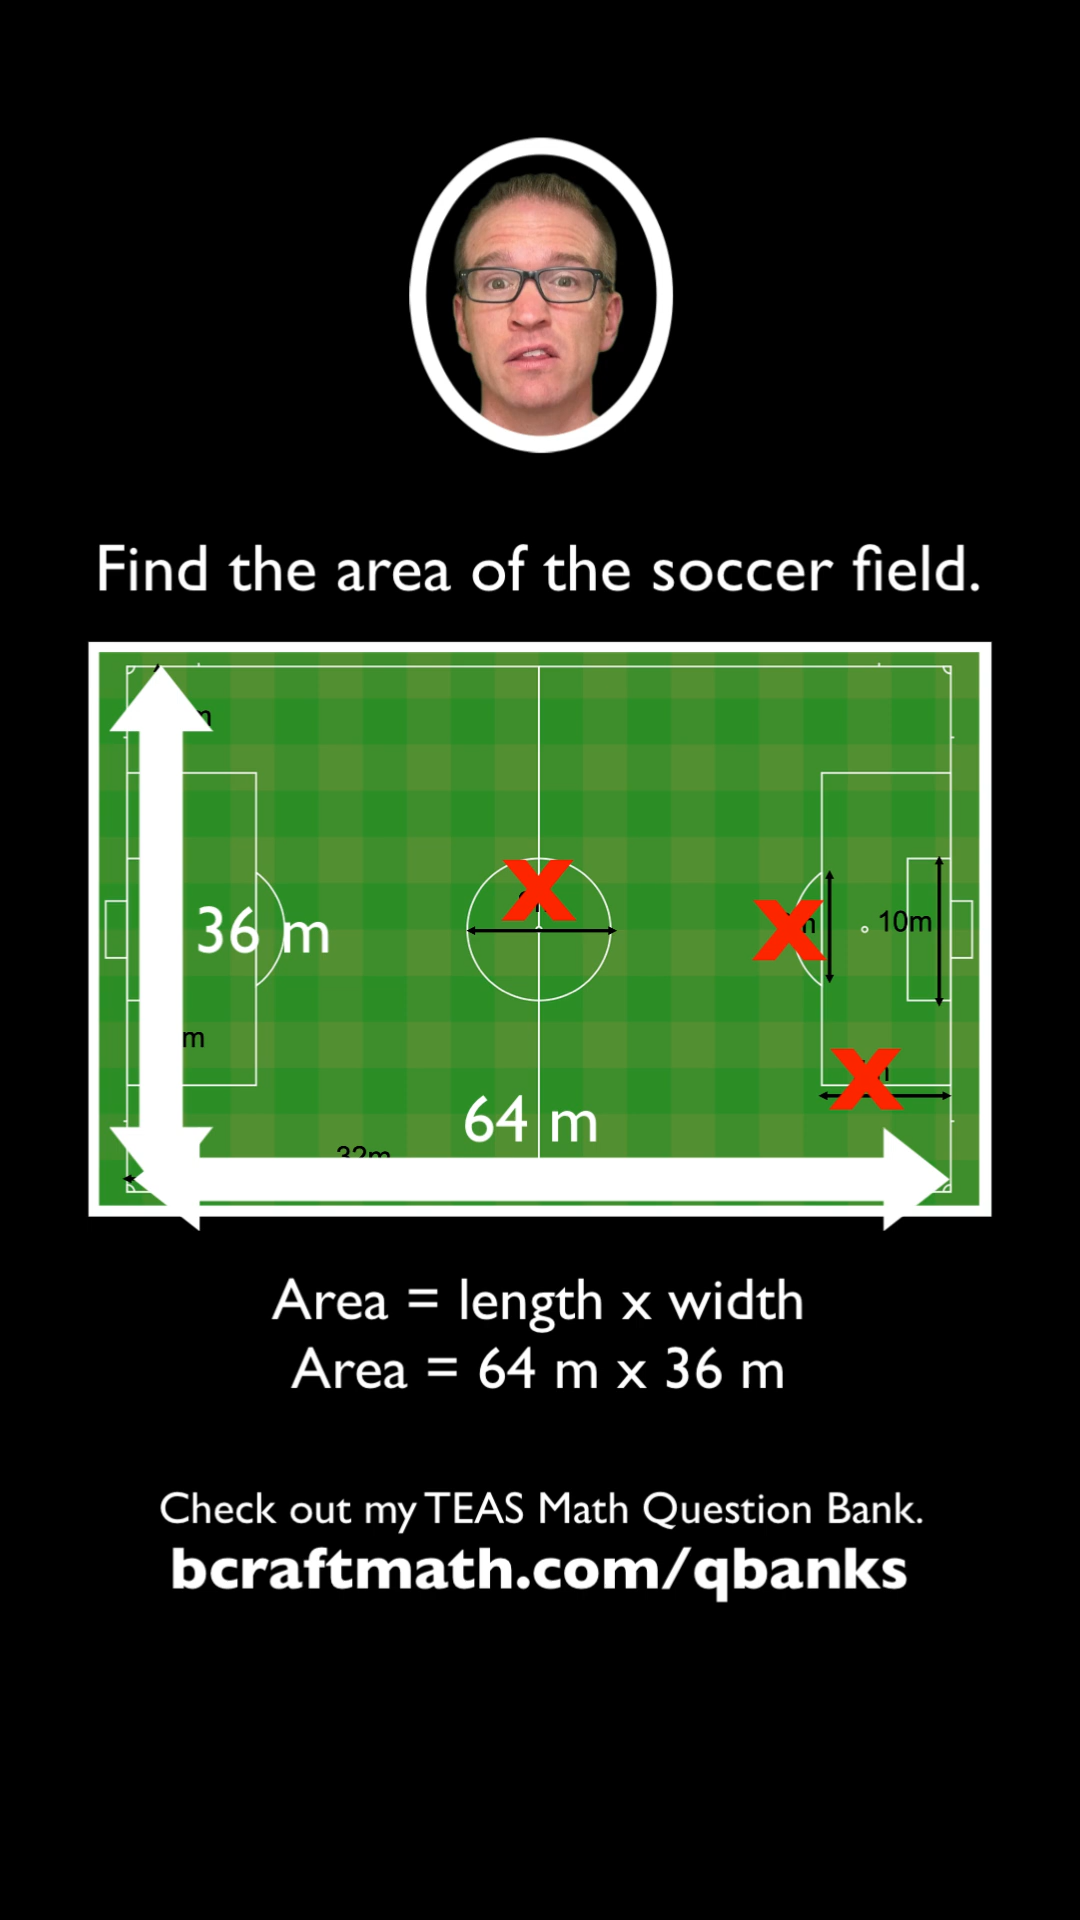 Find the area of the soccer field.
m
36 m
10m
m
64 m
32m
Area = length x width
Area = 64 m x 36 m
Check out my TEAS Math Question Bank.
bcraftmath.com/qbanks